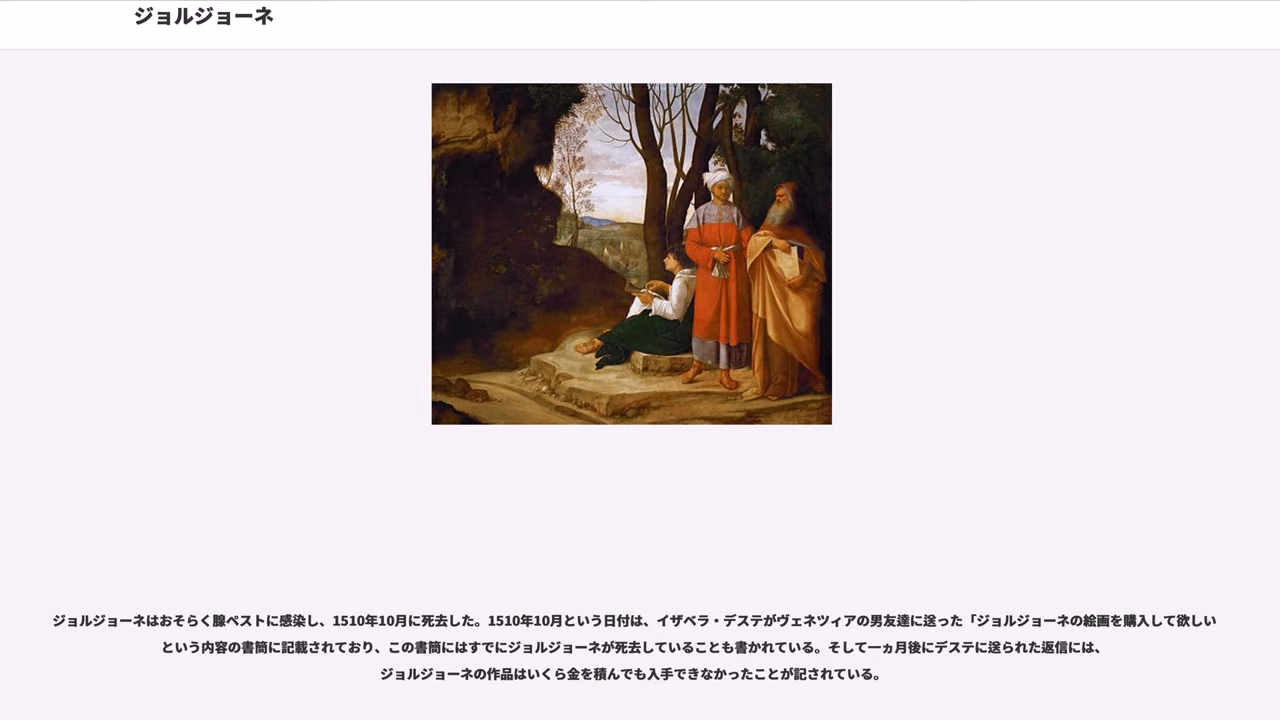 ジョルジョーネ
ジョルジョーネはおそらく腺ペストに感染し、1510年10月に死去した。1510年10月という日付は、イザベラ・デステがヴェネツィアの男友達に送った「ジョルジョーネの絵画を購入して欲しい
という内容の書簡に記載されており、この書簡にはすでにジョルジョーネが死去していることも書かれている。そして一ヵ月後にデステに送られた返信には、
ジョルジョーネの作品はいくら金を積んでも入手できなかったことが記されている。